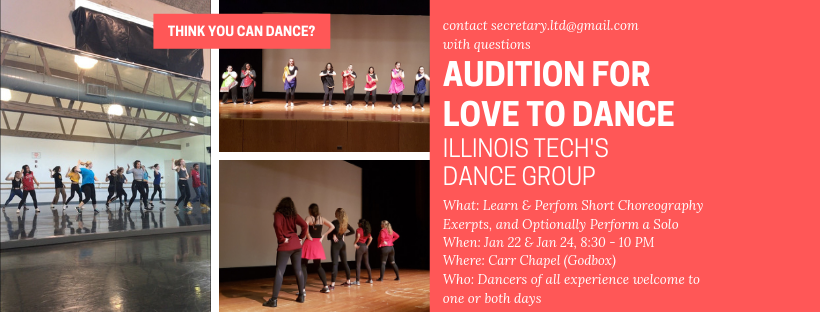 THINK YOU CAN DANCE?
contact secretary.ltd@gmail.com
with questions
AUDITION FOR
LOVE TO DANCE
ILLINOIS TECH'S
DANCE GROUP
What: Learn & Perfom Short Choreography
Exerpts, and Optionally Perform a Solo
When: Jan 22 & Jan 24, 8:30 - 10 PM
Where: Carr Chapel (Godbox)
Who: Dancers of all experience welcome to
one or both days